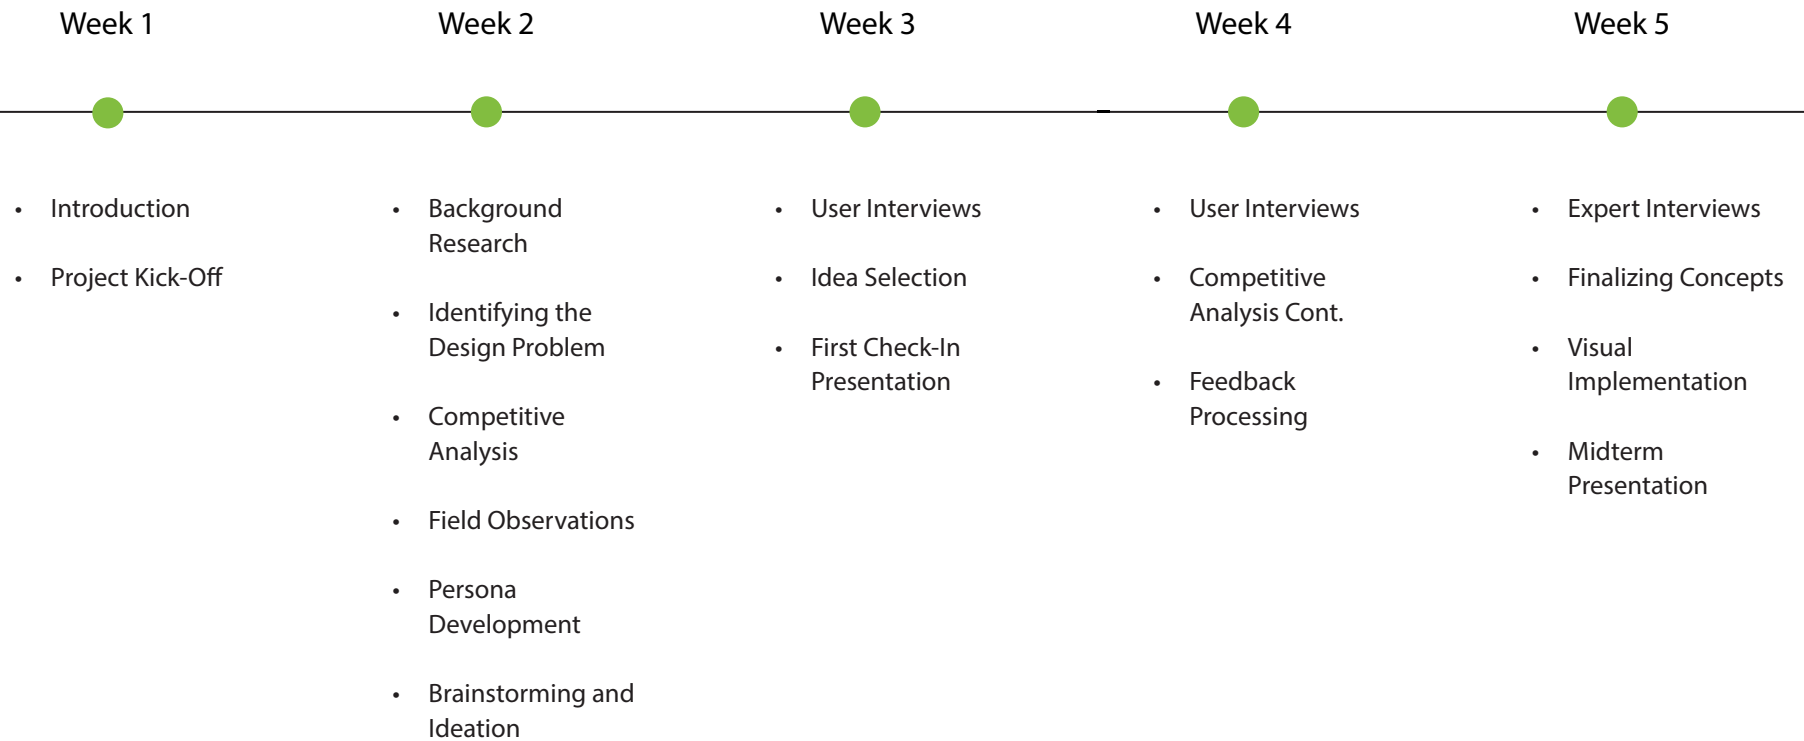 Week 1
Week 2
Week 3
Week 4
Week 5
• Introduction
• Project Kick-Off
• Background
Research
• Identifying the
Design Problem
• Competitive
Analysis
• Field Observations
• Persona
Development
• Brainstorming and
Ideation
• User Interviews
• Idea Selection
• First Check-In
Presentation
• User Interviews
• Competitive
Analysis Cont.
• Feedback
Processing
• Expert Interviews
• Finalizing Concepts
• Visual
Implementation
• Midterm
Presentation